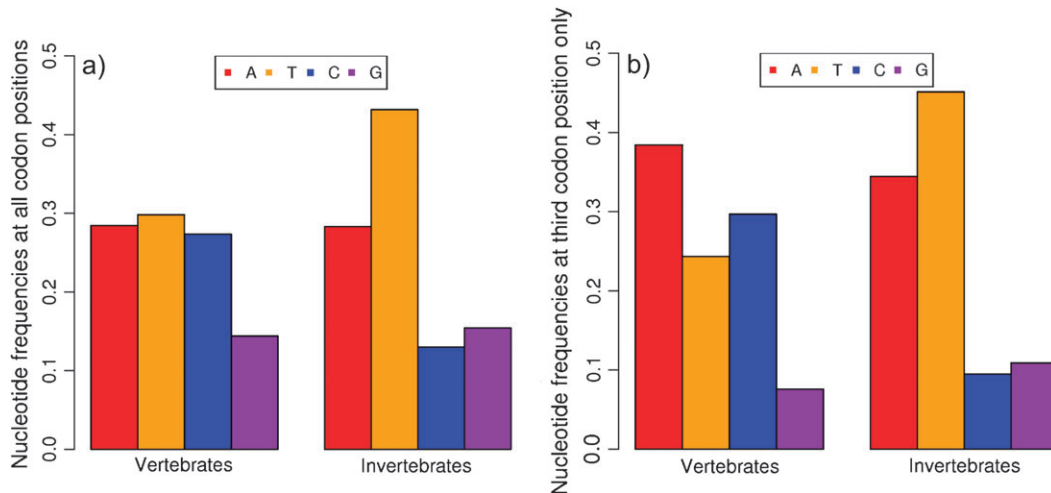 a)
A T C G
Nucleotide frequencies at all codon positions
0.5
0.4
0.3
0.2
0.1
0.0
Vertebrates Invertebrates
b)
A T C G
Nucleotide frequencies at third codon position only
0.5
0.4
0.3
0.2
0.1
0.0
Vertebrates Invertebrates